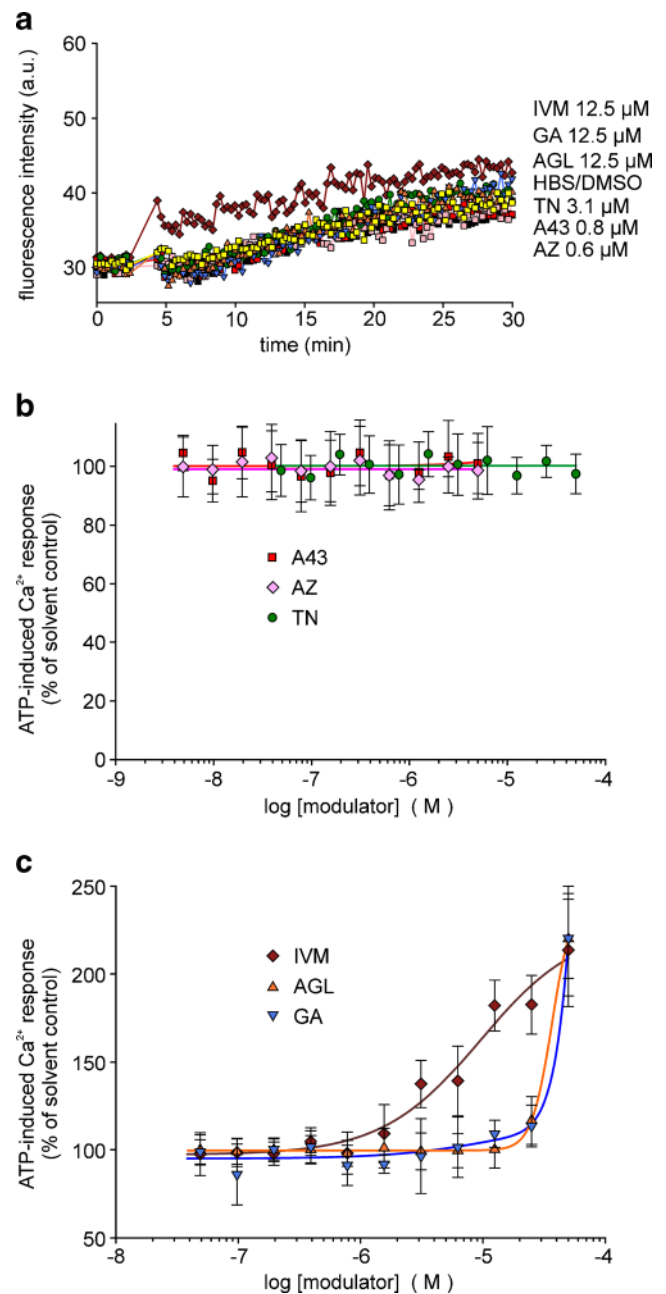 a
fluorescence intensity (a.u.)
60
50
40
30
0
5
10
15
20
25
30
time (min)
IVM 12.5 µM
GA 12.5 µM
AGL 12.5 µM
HBS/DMSO
TN 3.1 µM
A43 0.8 µM
AZ 0.6 µM
b
ATP-induced Ca²⁺ response
(% of solvent control)
100
80
60
40
20
0
A43
AZ
TN
-9
-8
-7
-6
-5
-4
log [modulator] ( M )
c
ATP-induced Ca²⁺ response
(% of solvent control)
250
200
150
100
50
IVM
AGL
GA
-8
-7
-6
-5
-4
log [modulator] ( M )